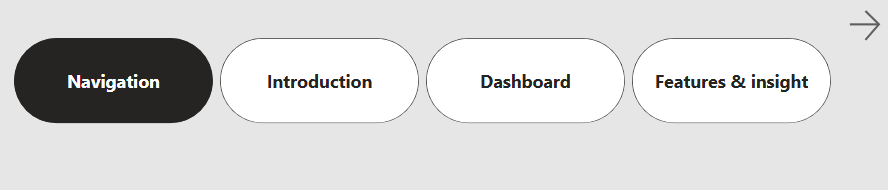 Navigation
Introduction
Dashboard
Features & insight